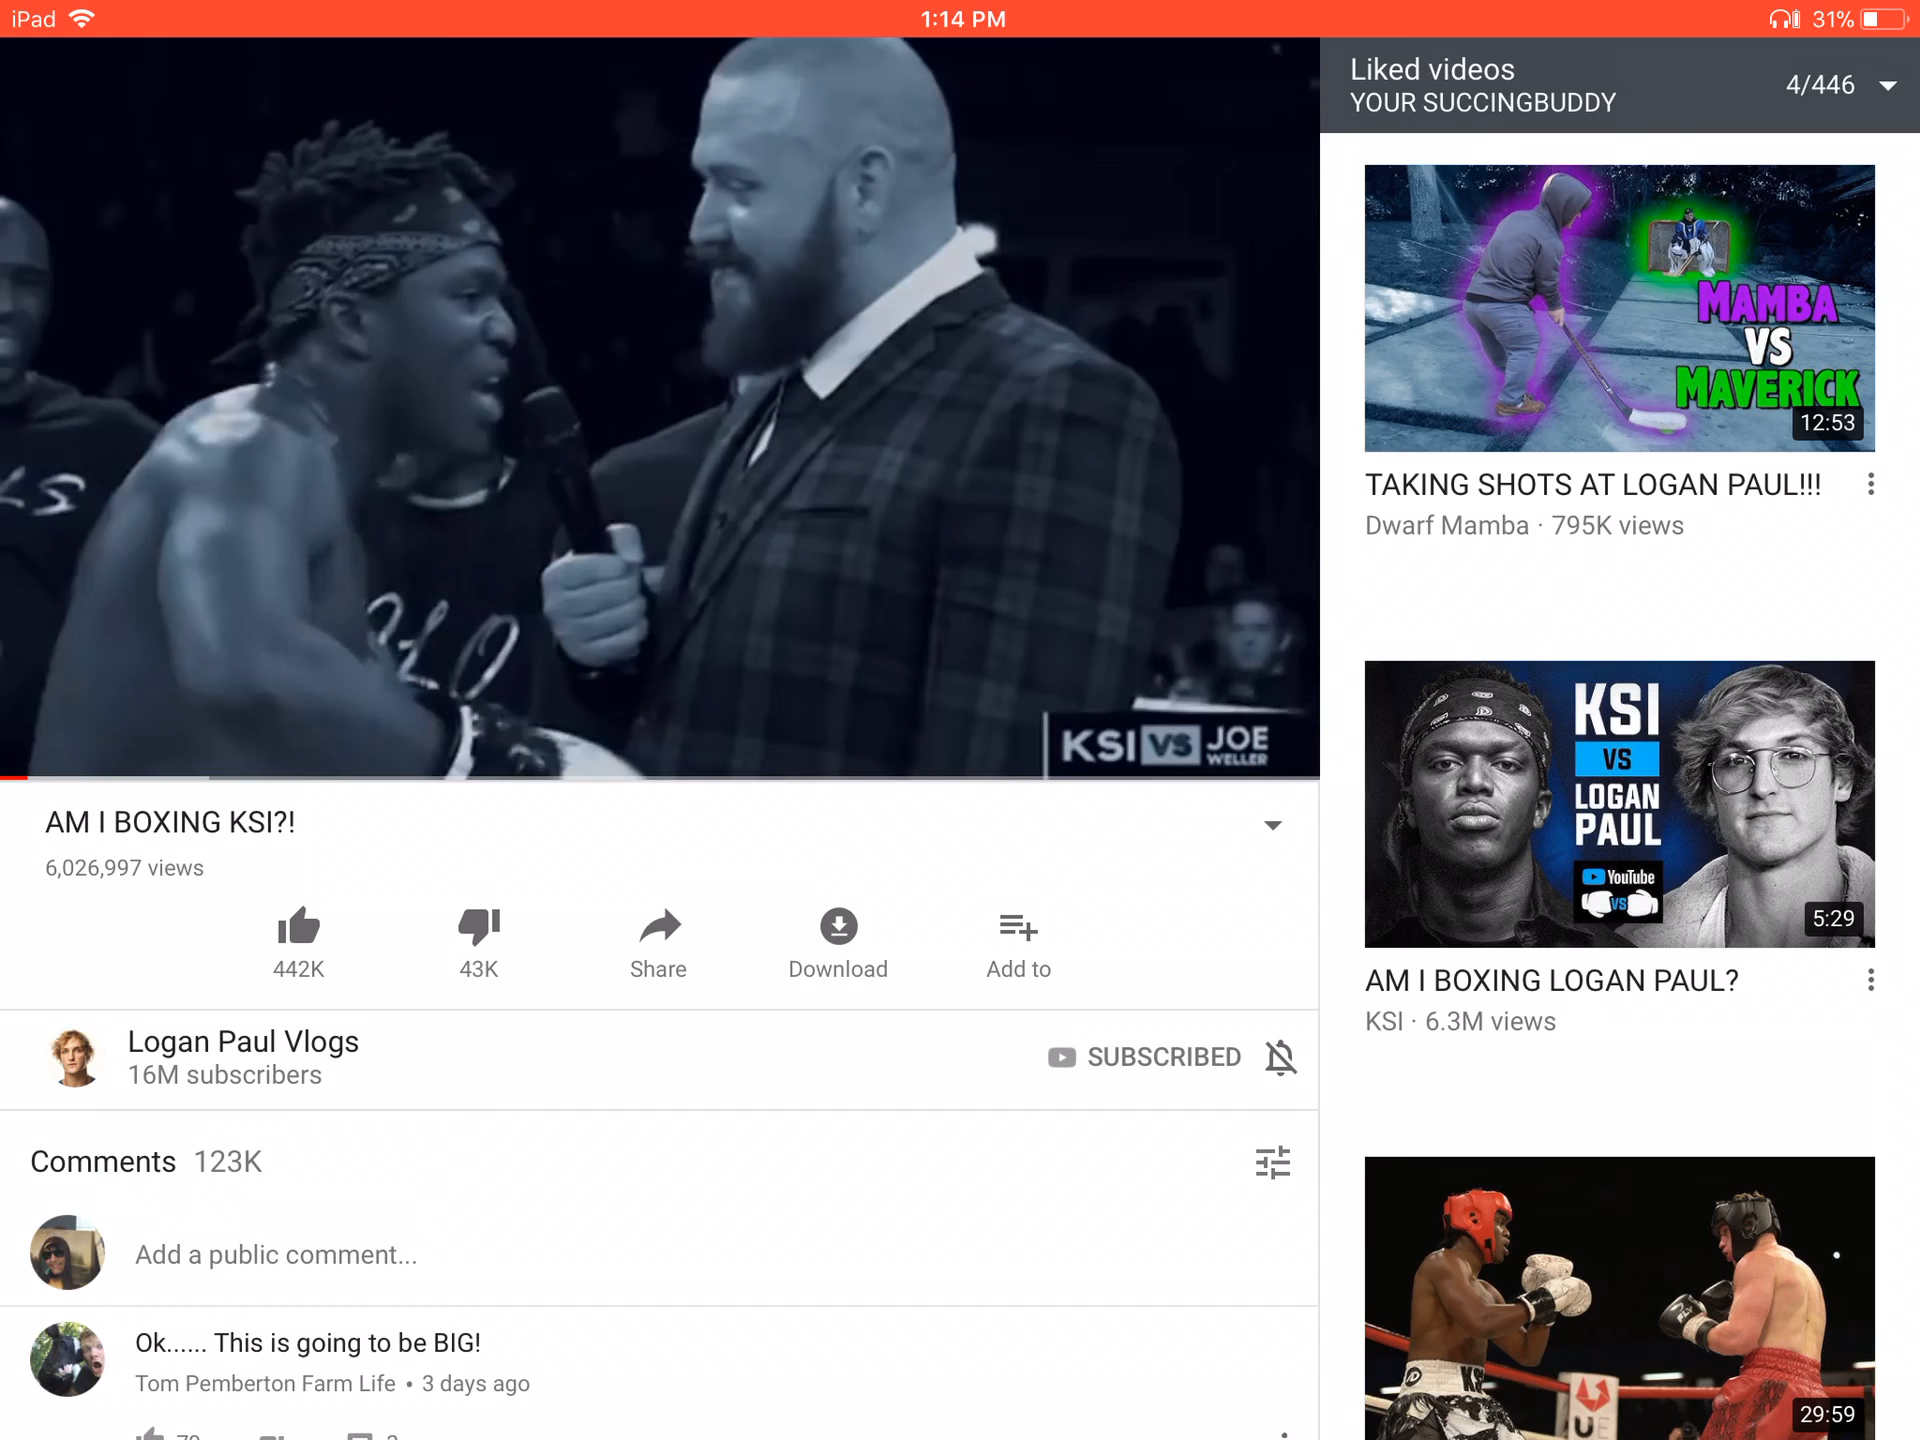 iPad
1:14 PM
31%
KSI VS JOE
WELLER
AM I BOXING KSI?!
6,026,997 views
442K
43K
Share
Download
Add to
Logan Paul Vlogs
16M subscribers
SUBSCRIBED
Comments 123K
Add a public comment...
Ok...... This is going to be BIG!
Tom Pemberton Farm Life • 3 days ago
Liked videos
YOUR SUCCINGBUDDY
4/446
MAMBA
VS
MAVERICK
12:53
TAKING SHOTS AT LOGAN PAUL!!!
Dwarf Mamba · 795K views
KSI
VS
LOGAN
PAUL
YouTube
VS
5:29
AM I BOXING LOGAN PAUL?
KSI · 6.3M views
29:59